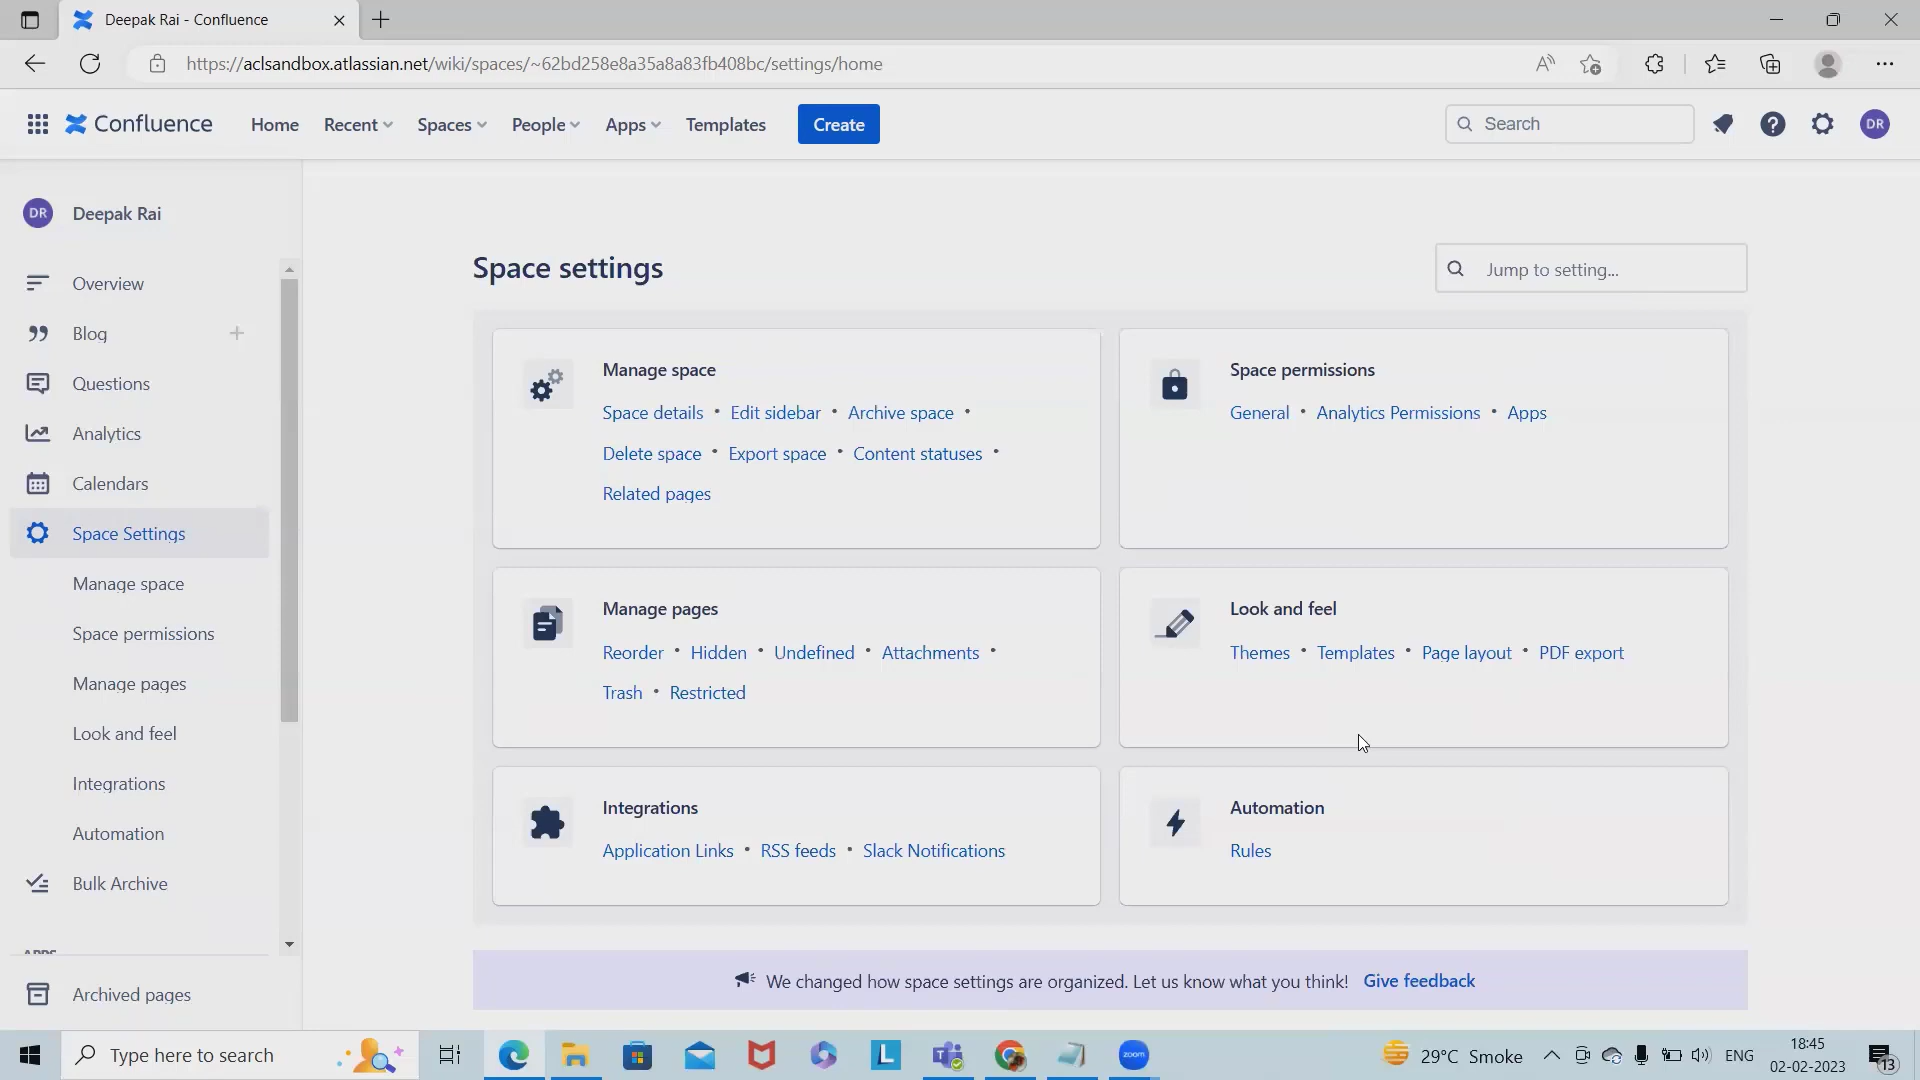 Deepak Rai - Confluence
https://aclsandbox.atlassian.net/wiki/spaces/~62bd258e8a35a8a83fb408bc/settings/home
Confluence Home Recent Spaces People Apps Templates Create Search DR
DR Deepak Rai
Overview
Blog
Questions
Analytics
Calendars
Space Settings
Manage space
Space permissions
Manage pages
Look and feel
Integrations
Automation
Bulk Archive
APPS
Archived pages
Space settings
Jump to setting...
Manage space
Space details • Edit sidebar • Archive space •
Delete space • Export space • Content statuses •
Related pages
Space permissions
General • Analytics Permissions • Apps
Manage pages
Reorder • Hidden • Undefined • Attachments •
Trash • Restricted
Look and feel
Themes • Templates • Page layout • PDF export
Integrations
Application Links • RSS feeds • Slack Notifications
Automation
Rules
We changed how space settings are organized. Let us know what you think! Give feedback
Type here to search
L
T
zoom
29°C Smoke
ENG
18:45
02-02-2023
13